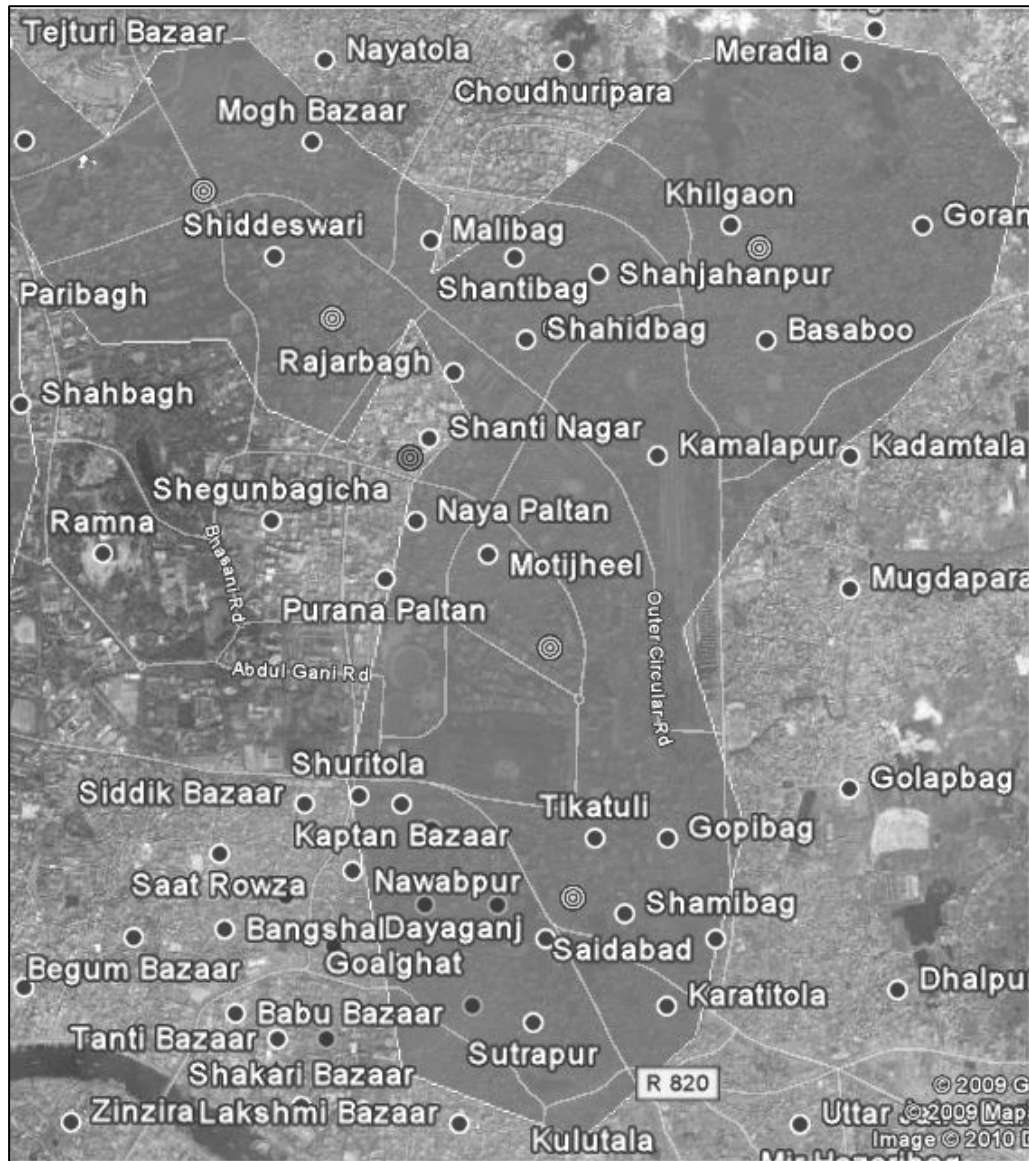 Tejturi Bazaar
Nayatola
Meradia
Choudhuripara
Mogh Bazaar
Khilgaon
Goran
Shiddeswari
Malibag
Shantibag
Shahjahanpur
Paribagh
Shahidbag
Basaboo
Rajarbagh
Shahbagh
Shanti Nagar
Kamalapur
Kadamtala
Shegunbagicha
Ramna
Naya Paltan
Bhasani Rd
Motijheel
Mugdapara
Purana Paltan
Outer Circular Rd
Abdul Gani Rd
Shuritola
Siddik Bazaar
Golapbag
Tikatuli
Kaptan Bazaar
Gopibag
Saat Rowza
Nawabpur
Shamibag
Bangshal
Dayaganj
Saidabad
Begum Bazaar
Goalghat
Dhalpu
Babu Bazaar
Karatitola
Tanti Bazaar
Sutrapur
Shakari Bazaar
R 820
© 2009 G
Zinzira
Lakshmi Bazaar
Uttar
© 2009 Map
Kulutala
Image © 2010 D